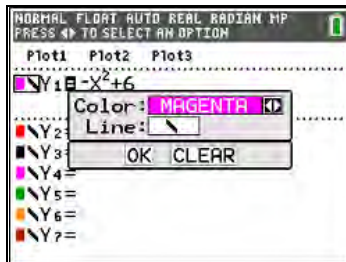 NORMAL FLOAT AUTO REAL RADIAN MP
PRESS ◀▶ TO SELECT AN OPTION
Plot1 Plot2 Plot3
\Y1=-X²+6
Color: MAGENTA
Line:
\Y2=
\Y3=
OK CLEAR
\Y4=
\Y5=
\Y6=
\Y7=